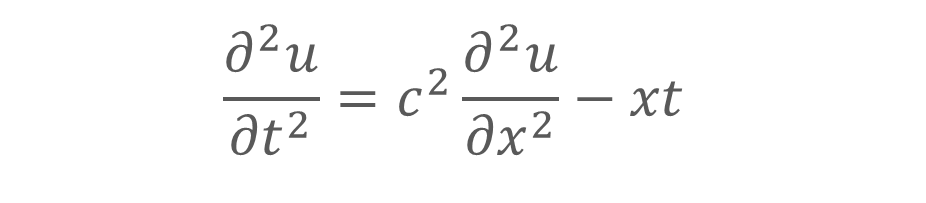 ∂²u/∂t² = c² ∂²u/∂x² − xt